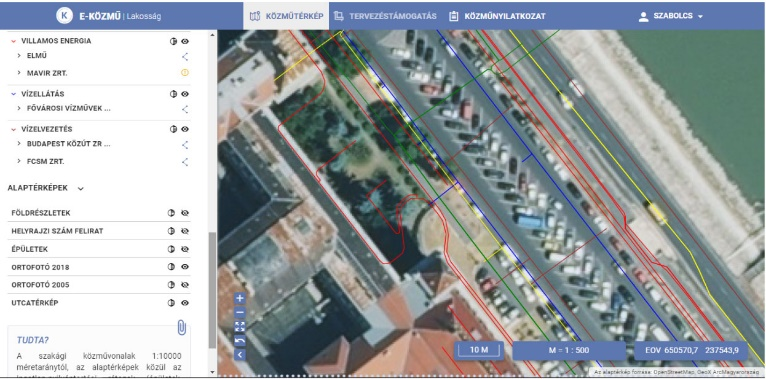 K E-KÖZMŰ | Lakosság
KÖZMŰTÉRKÉP
TERVEZÉSTÁMOGATÁS
KÖZMŰNYILATKOZAT
SZABOLCS
VILLAMOS ENERGIA
ELMŰ
MAVIR ZRT.
VÍZELLÁTÁS
FŐVÁROSI VÍZMŰVEK ...
VÍZELVEZETÉS
BUDAPEST KÖZÚT ZR ...
FCSM ZRT.
ALAPTÉRKÉPEK
FÖLDRÉSZLETEK
HELYRAJZI SZÁM FELIRAT
ÉPÜLETEK
ORTOFOTÓ 2018
ORTOFOTÓ 2005
UTCATÉRKÉP
TUDTA?
A szakági közművonalak 1:10000
méretaránytól, az alaptérképek közül az
10 M
M = 1 : 500
EOV 650570,7 237543,9
Az alaptérkép forrása: OpenStreetMap, GeoX ArcMagyarország